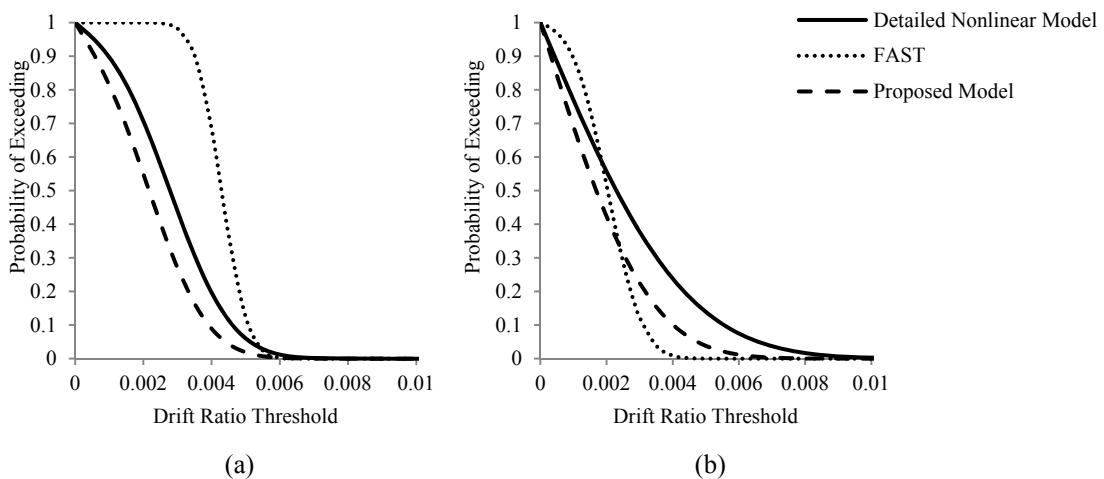 1
0.9
0.8
0.7
0.6
0.5
0.4
0.3
0.2
0.1
0
Probability of Exceeding
0 0.002 0.004 0.006 0.008 0.01
Drift Ratio Threshold
(a)
1
0.9
0.8
0.7
0.6
0.5
0.4
0.3
0.2
0.1
0
Probability of Exceeding
0 0.002 0.004 0.006 0.008 0.01
Drift Ratio Threshold
(b)
Detailed Nonlinear Model
FAST
Proposed Model